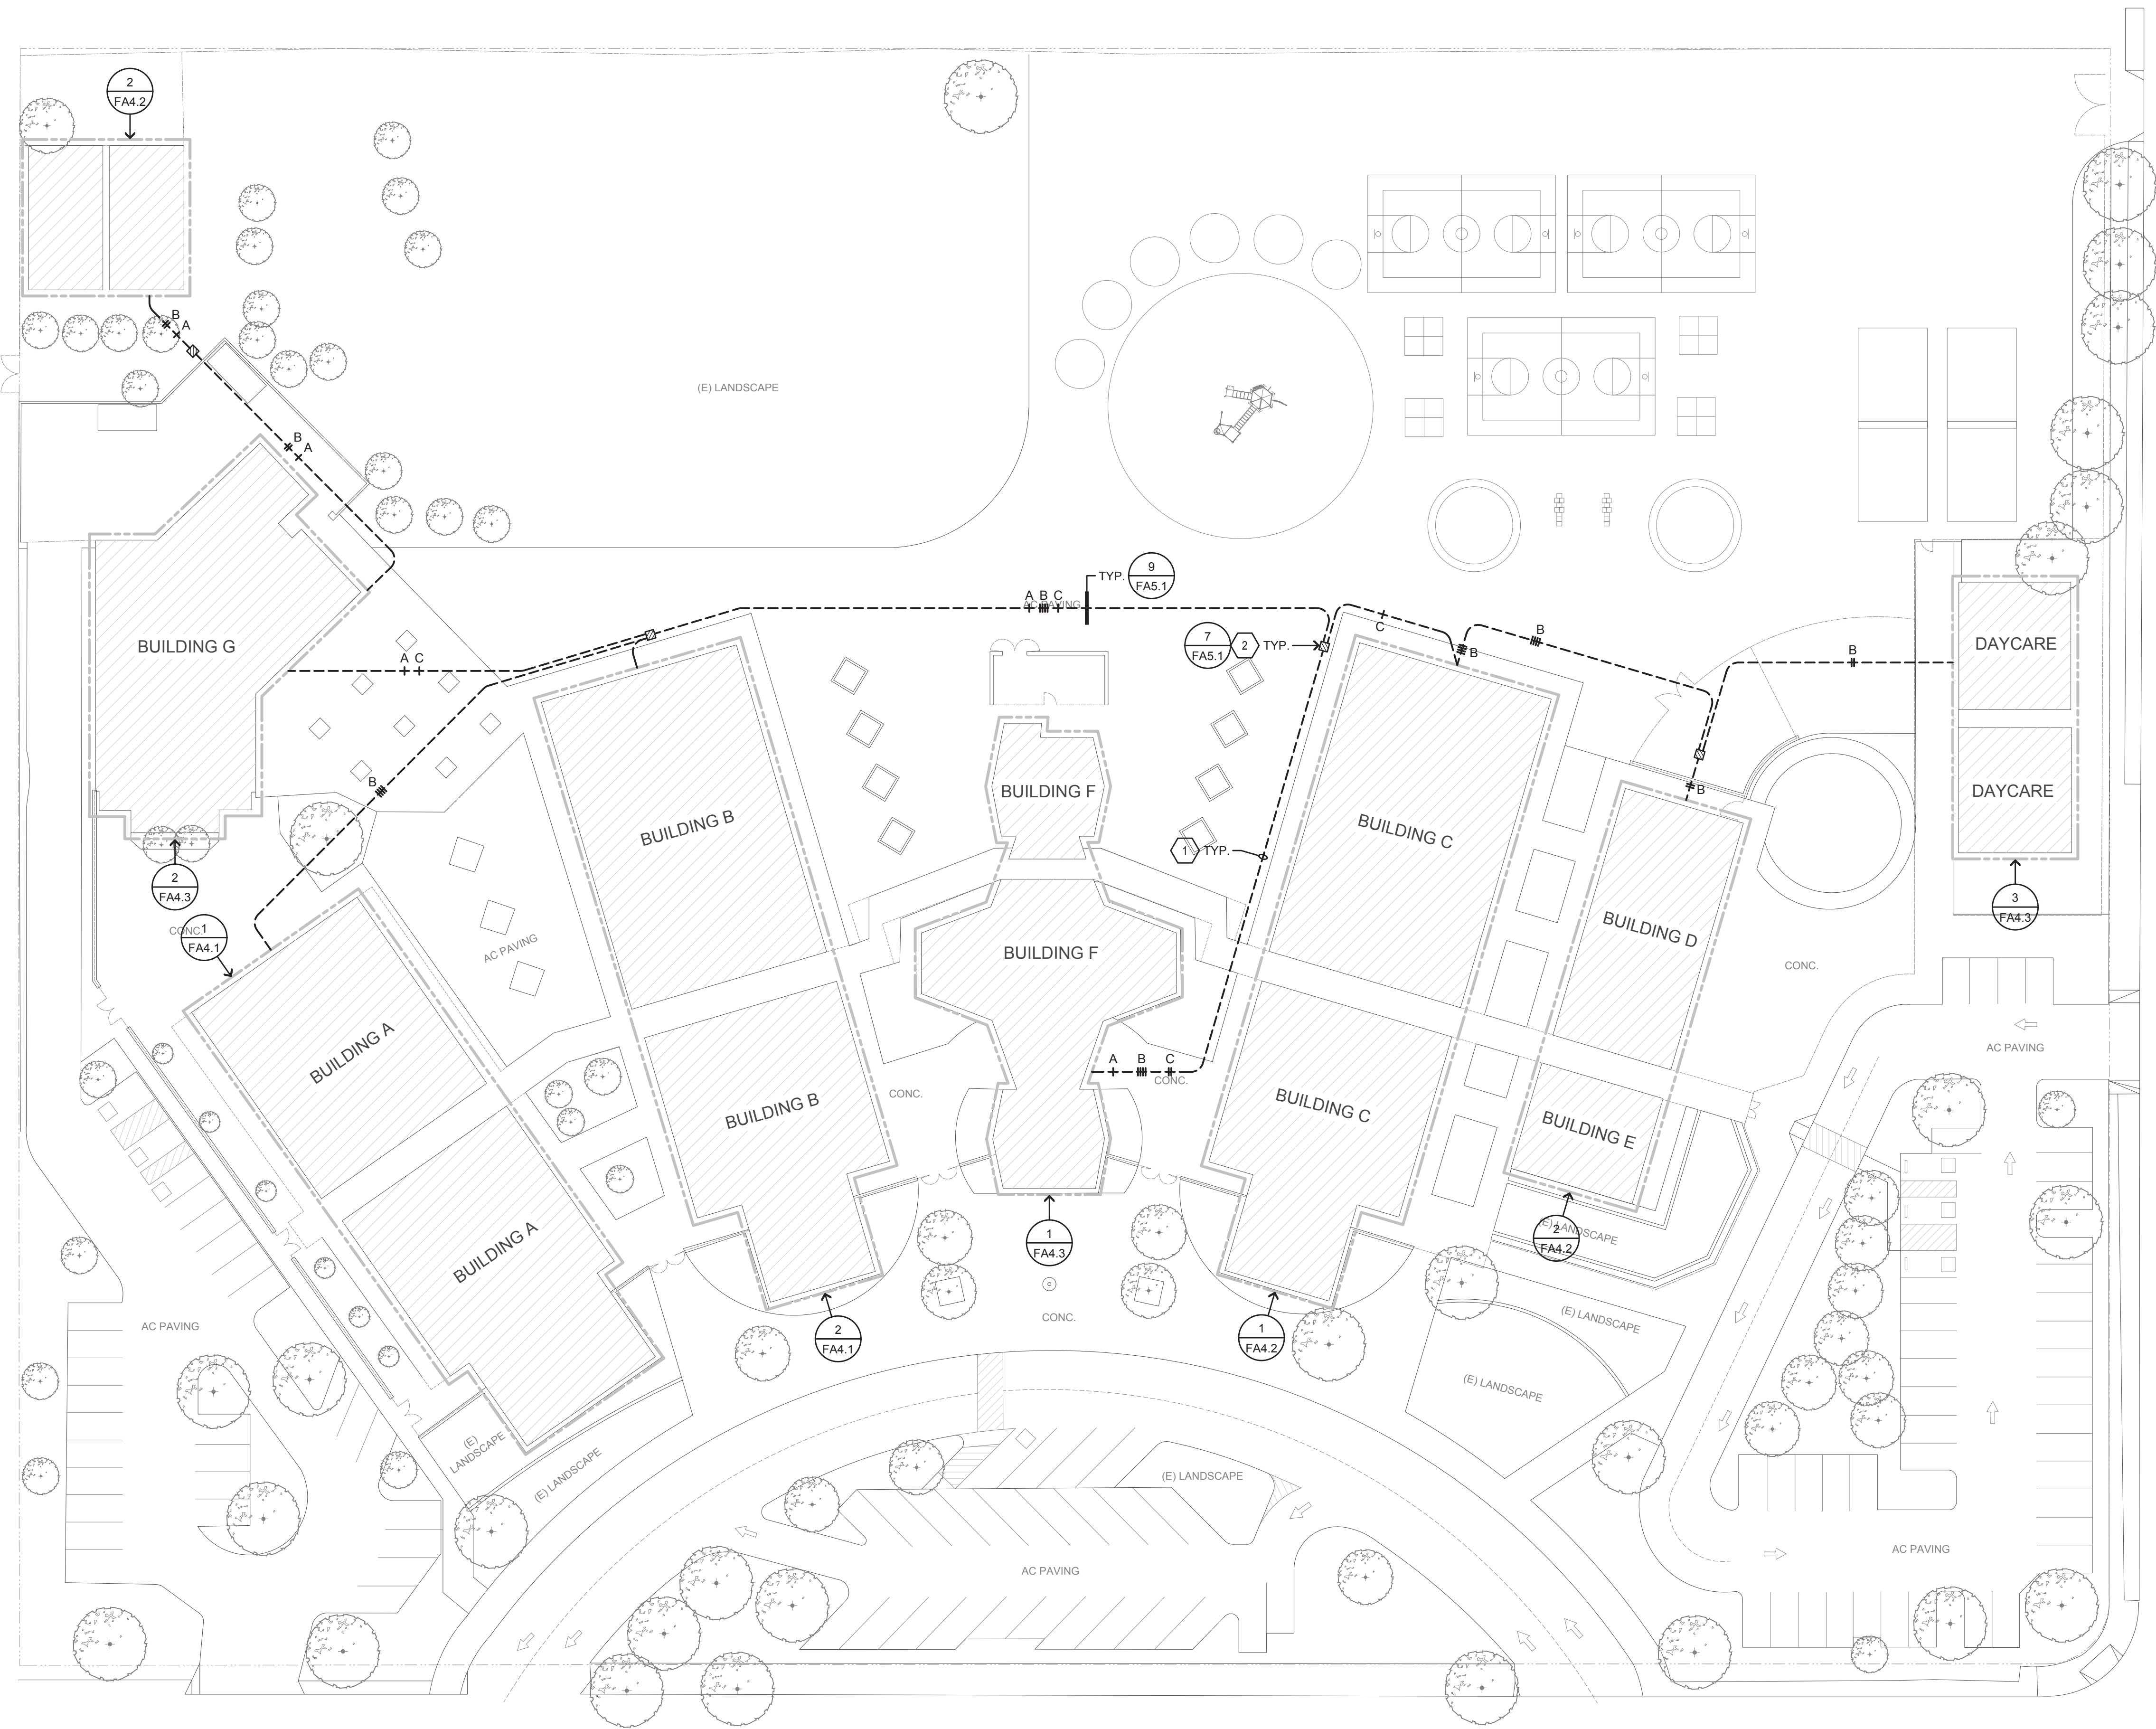 2
FA4.2
B
A
(E) LANDSCAPE
B
A
9
FA5.1
TYP.
A B C
AC PAVING
7
FA5.1
2
TYP.
C
B
B
B
DAYCARE
BUILDING G
A C
B
B
DAYCARE
BUILDING F
BUILDING B
BUILDING C
1
TYP.
2
FA4.3
3
FA4.3
1
FA4.1
CONC.
BUILDING D
AC PAVING
BUILDING F
CONC.
BUILDING A
AC PAVING
A B C
CONC.
CONC.
BUILDING B
BUILDING C
BUILDING E
BUILDING A
1
FA4.3
2
FA4.2
(E) LANDSCAPE
AC PAVING
CONC.
2
FA4.1
1
FA4.2
(E) LANDSCAPE
(E) LANDSCAPE
(E)
LANDSCAPE
(E) LANDSCAPE
(E) LANDSCAPE
AC PAVING
AC PAVING